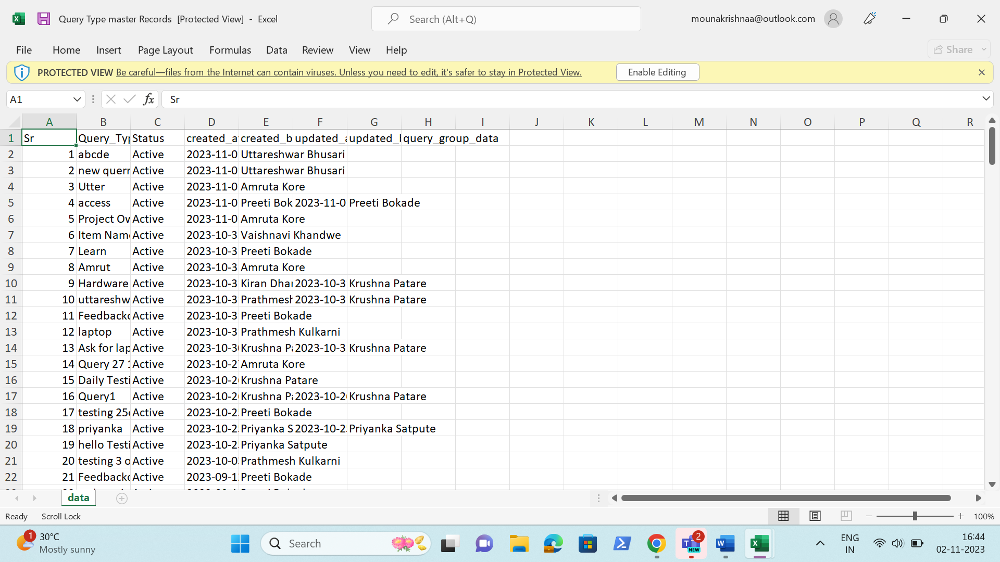 Query Type master Records [Protected View] - Excel
Search (Alt+Q)
mounakrishnaa@outlook.com
File Home Insert Page Layout Formulas Data Review View Help
Share
PROTECTED VIEW Be careful—files from the Internet can contain viruses. Unless you need to edit, it's safer to stay in Protected View.
Enable Editing
A1 fx Sr
A B C D E F G H I J K L M N O P Q R
1 Sr Query_Typ Status created_a created_b updated_a updated_l query_group_data
2 1 abcde Active 2023-11-0 Uttareshwar Bhusari
3 2 new querr Active 2023-11-0 Uttareshwar Bhusari
4 3 Utter Active 2023-11-0 Amruta Kore
5 4 access Active 2023-11-0 Preeti Bok 2023-11-0 Preeti Bokade
6 5 Project Ow Active 2023-11-0 Amruta Kore
7 6 Item Name Active 2023-10-3 Vaishnavi Khandwe
8 7 Learn Active 2023-10-3 Preeti Bokade
9 8 Amrut Active 2023-10-3 Amruta Kore
10 9 Hardware Active 2023-10-3 Kiran Dhar 2023-10-3 Krushna Patare
11 10 uttareshw Active 2023-10-3 Prathmesh 2023-10-3 Krushna Patare
12 11 Feedbackc Active 2023-10-3 Preeti Bokade
13 12 laptop Active 2023-10-3 Prathmesh Kulkarni
14 13 Ask for lap Active 2023-10-30 Krushna Pa 2023-10-3 Krushna Patare
15 14 Query 27 1 Active 2023-10-27 Amruta Kore
16 15 Daily Testi Active 2023-10-26 Krushna Patare
17 16 Query1 Active 2023-10-26 Krushna Pa 2023-10-26 Krushna Patare
18 17 testing 25o Active 2023-10-2 Preeti Bokade
19 18 priyanka Active 2023-10-2 Priyanka S 2023-10-2 Priyanka Satpute
20 19 hello Testi Active 2023-10-2 Priyanka Satpute
21 20 testing 3 o Active 2023-10-0 Prathmesh Kulkarni
22 21 Feedbackc Active 2023-09-1 Preeti Bokade
data
Ready Scroll Lock
100%
1 30°C
Mostly sunny
Search
2
T NEW
W
X
ENG
IN
16:44
02-11-2023